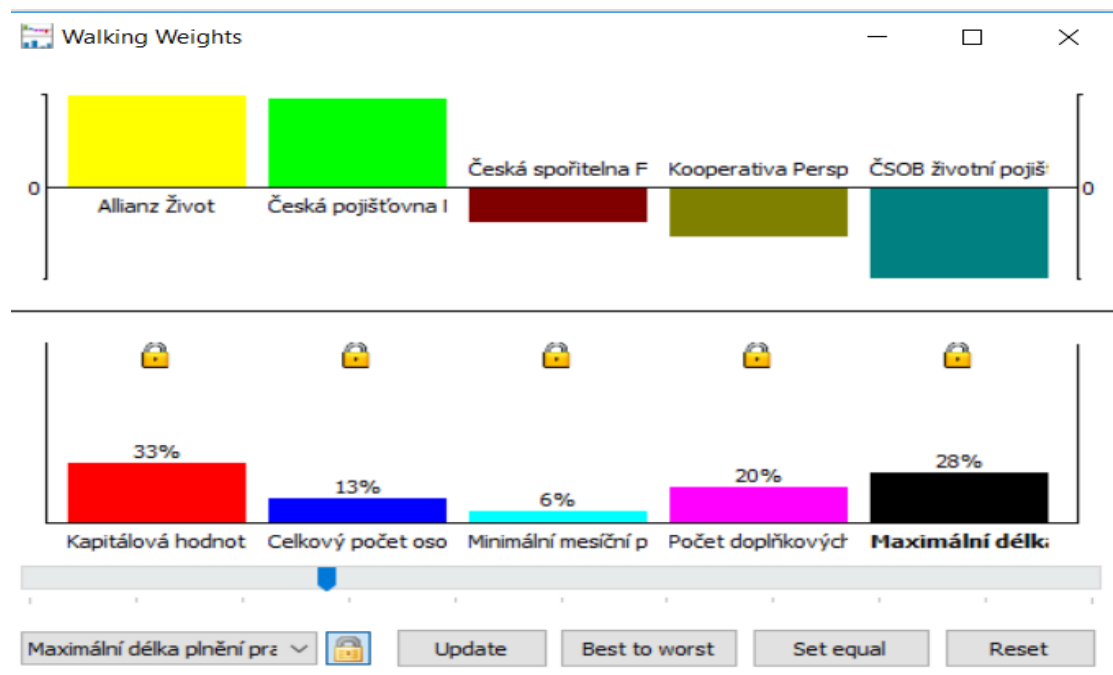 Walking Weights
Česká spořitelna F Kooperativa Persp ČSOB životní pojiš
0 0
Allianz Život Česká pojišťovna I
33% 13% 6% 20% 28%
Kapitálová hodnot Celkový počet oso Minimální mesíční p Počet doplňkových Maximální délk
Maximální délka plnění pra
Update Best to worst Set equal Reset